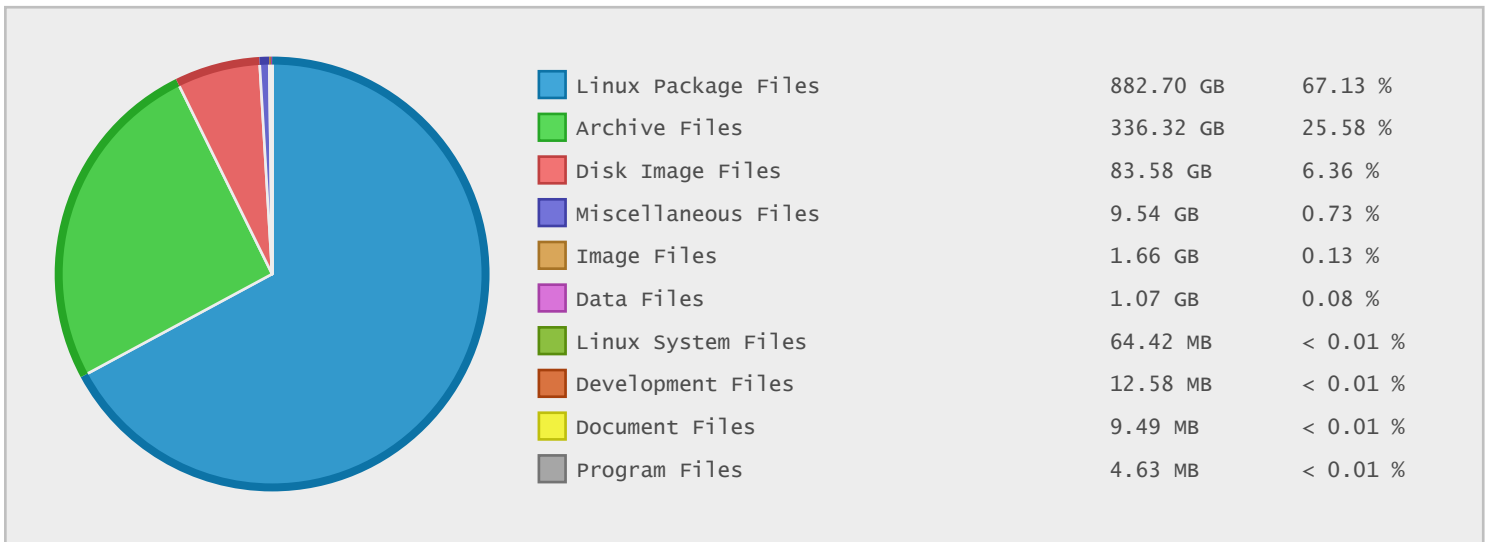 Linux Package Files 882.70 GB 67.13 %
Archive Files 336.32 GB 25.58 %
Disk Image Files 83.58 GB 6.36 %
Miscellaneous Files 9.54 GB 0.73 %
Image Files 1.66 GB 0.13 %
Data Files 1.07 GB 0.08 %
Linux System Files 64.42 MB < 0.01 %
Development Files 12.58 MB < 0.01 %
Document Files 9.49 MB < 0.01 %
Program Files 4.63 MB < 0.01 %